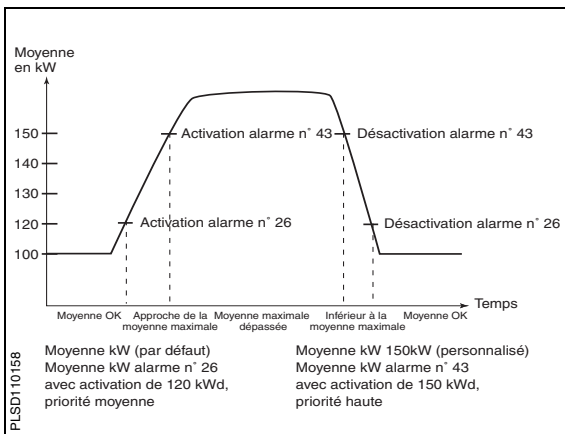 Moyenne
en kW
150
140
130
120
100
Activation alarme n° 43
Désactivation alarme n° 43
Activation alarme n° 26
Désactivation alarme n° 26
Temps
Moyenne OK
Approche de la
moyenne maximale
Moyenne maximale
dépassée
Inférieur à la
moyenne maximale
Moyenne OK
Moyenne kW (par défaut)
Moyenne kW alarme n° 26
avec activation de 120 kWd,
priorité moyenne
Moyenne kW 150kW (personnalisé)
Moyenne kW alarme n° 43
avec activation de 150 kWd,
priorité haute
PLSD110158